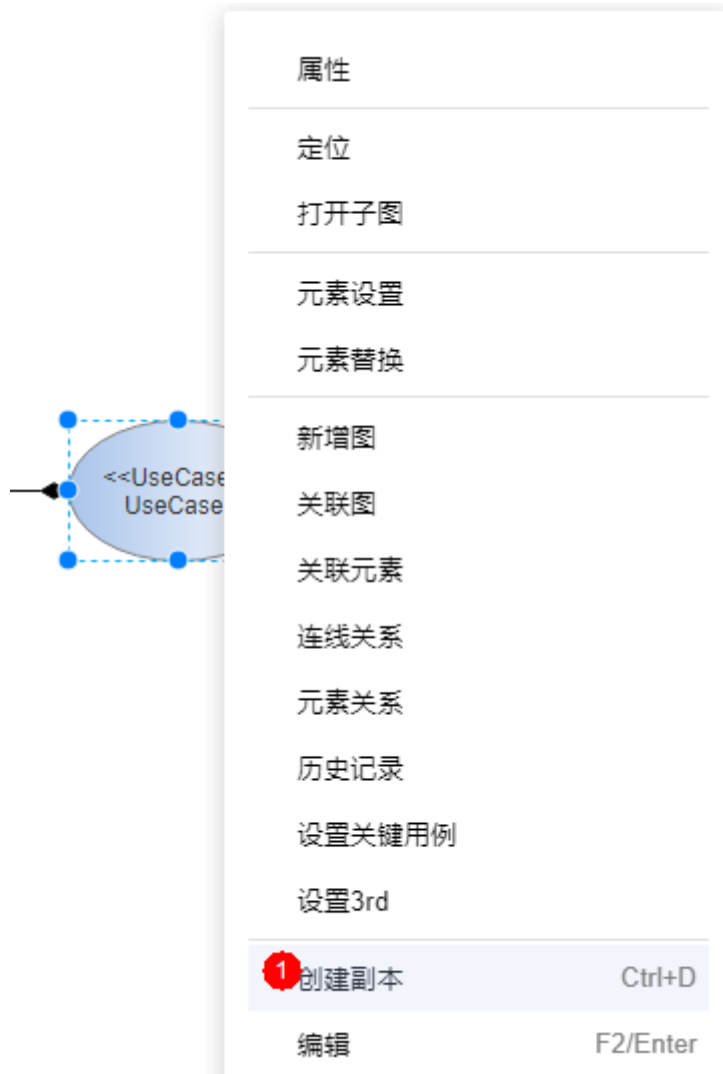 属性
定位
打开子图
元素设置
元素替换
新增图
<<UseCase
UseCase
关联图
关联元素
连线关系
元素关系
历史记录
设置关键用例
设置3rd
1 创建副本 Ctrl+D
编辑 F2/Enter